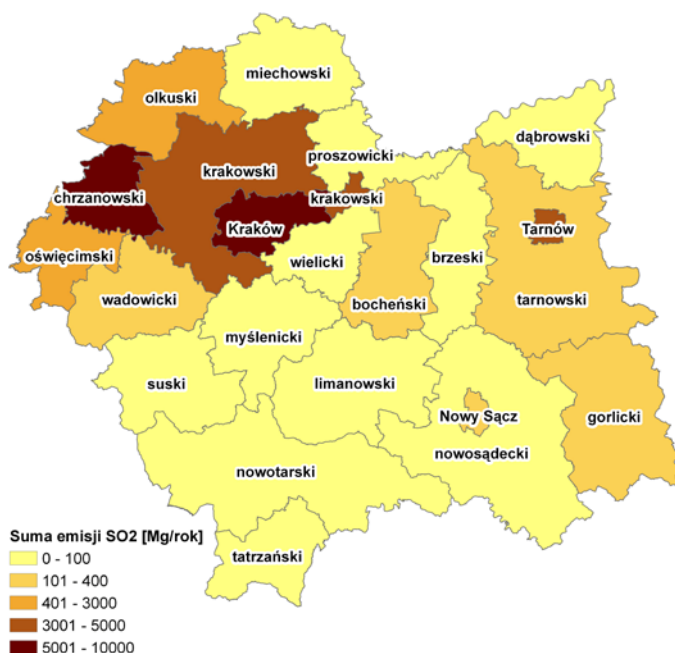 miechowski
olkuski
dąbrowski
proszowicki
krakowski
chrzanowski
krakowski
Kraków
Tarnów
oświęcimski
wielicki
brzeski
wadowicki
bocheński
tarnowski
myślenicki
suski
limanowski
Nowy Sącz
gorlicki
nowosądecki
nowotarski
tatrzański
Suma emisji SO2 [Mg/rok]
0 - 100
101 - 400
401 - 3000
3001 - 5000
5001 - 10000